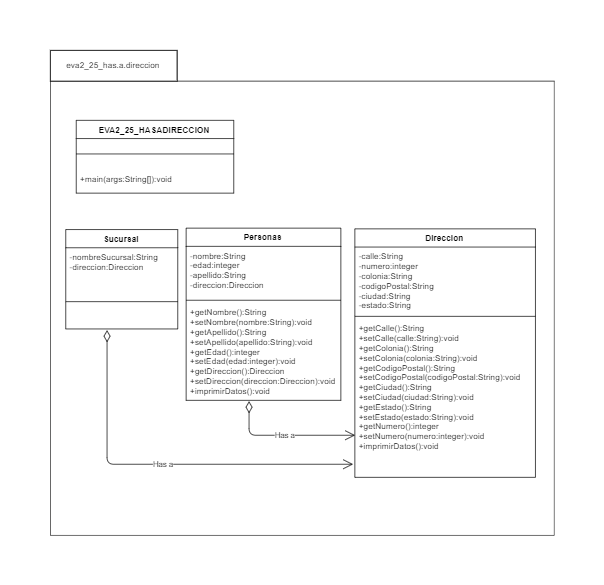 eva2_25_has.a.direccion
EVA2_25_HASADIRECCION
+main(args:String[]):void
Sucursal
-nombreSucursal:String
-direccion:Direccion
Personas
-nombre:String
-edad:integer
-apellido:String
-direccion:Direccion
+getNombre():String
+setNombre(nombre:String):void
+getApellido():String
+setApellido(apellido:String):void
+getEdad():integer
+setEdad(edad:integer):void
+getDireccion():Direccion
+setDireccion(direccion:Direccion):void
+imprimirDatos():void
Direccion
-calle:String
-numero:integer
-colonia:String
-codigoPostal:String
-ciudad:String
-estado:String
+getCalle():String
+setCalle(calle:String):void
+getColonia():String
+setColonia(colonia:String):void
+getCodigoPostal():String
+setCodigoPostal(codigoPostal:String):void
+getCiudad():String
+setCiudad(ciudad:String):void
+getEstado():String
+setEstado(estado:String):void
+getNumero():integer
+setNumero(numero:integer):void
+imprimirDatos():void
Has a
Has a